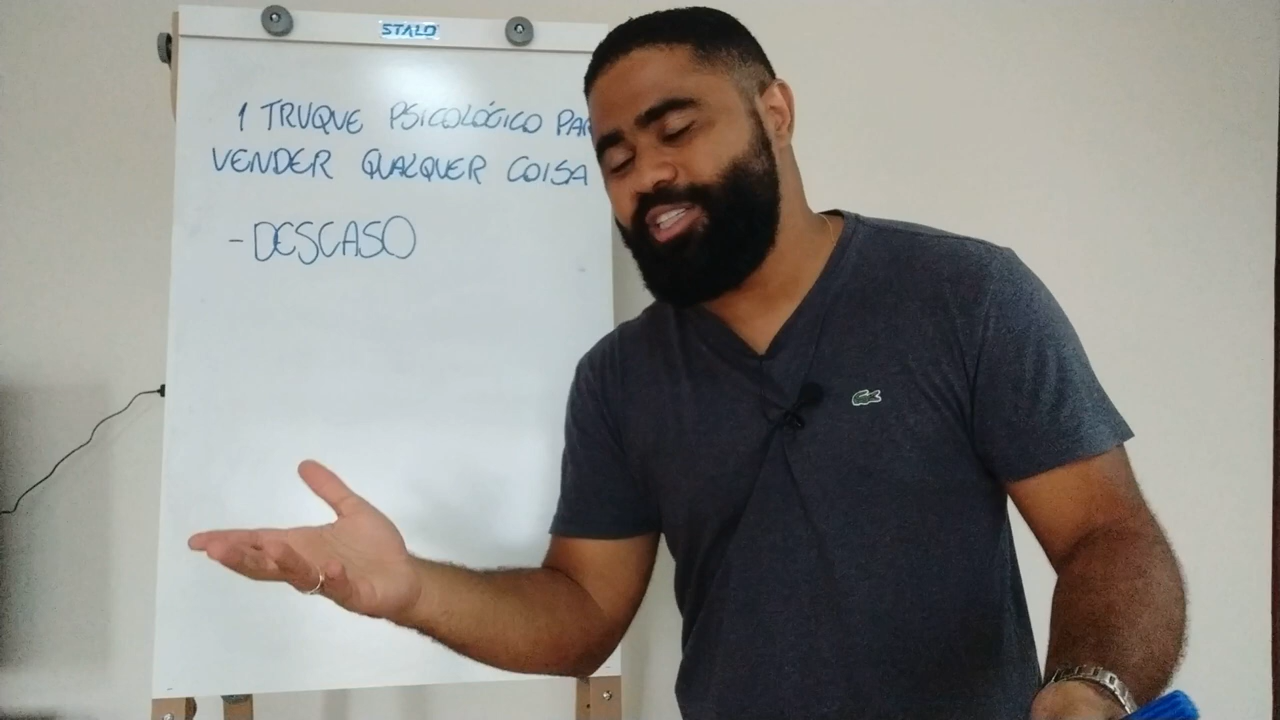 STALO
1 TRUQUE PSICOLÓGICO PAR
VENDER QUALQUER COISA
- DESCASO